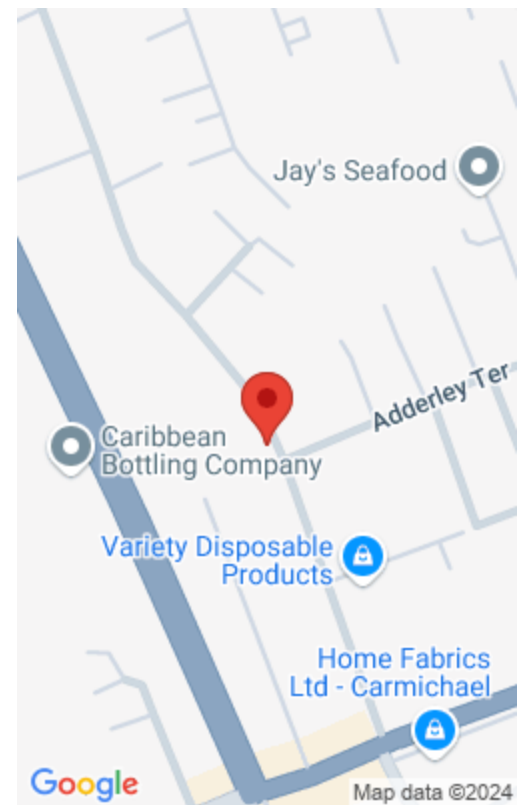 Jay's Seafood
Adderley Ter
Caribbean
Bottling Company
Variety Disposable
Products
Home Fabrics
Ltd - Carmichael
Google
Map data ©2024